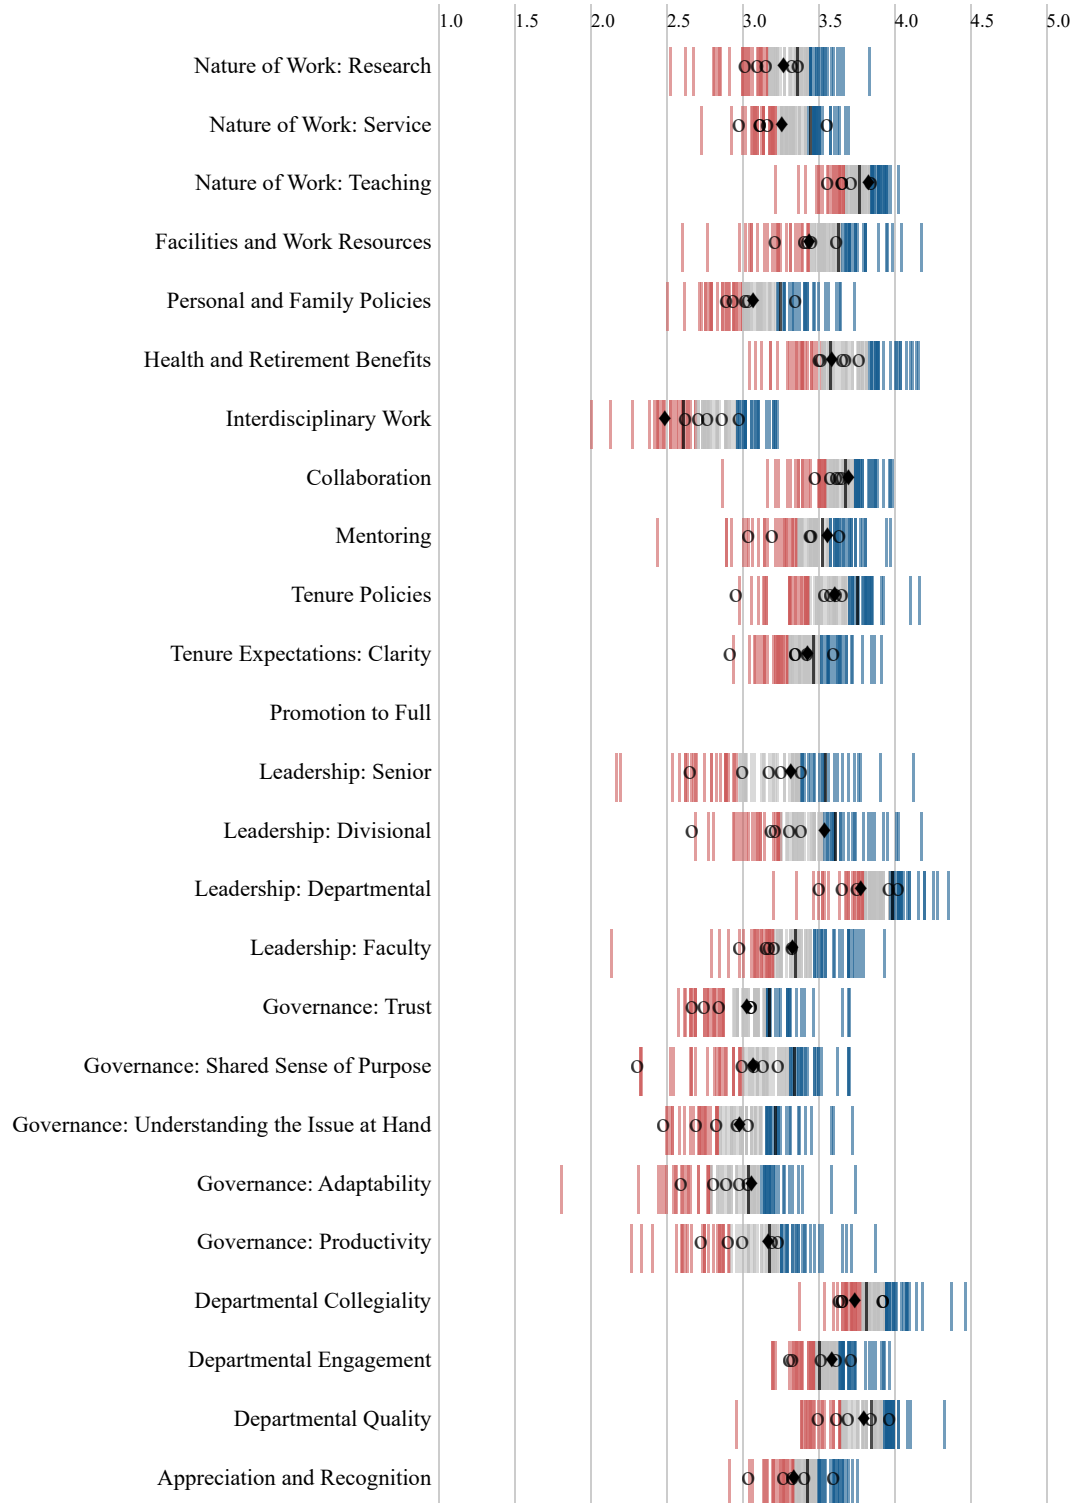 1.0 1.5 2.0 2.5 3.0 3.5 4.0 4.5 5.0
Nature of Work: Research
Nature of Work: Service
Nature of Work: Teaching
Facilities and Work Resources
Personal and Family Policies
Health and Retirement Benefits
Interdisciplinary Work
Collaboration
Mentoring
Tenure Policies
Tenure Expectations: Clarity
Promotion to Full
Leadership: Senior
Leadership: Divisional
Leadership: Departmental
Leadership: Faculty
Governance: Trust
Governance: Shared Sense of Purpose
Governance: Understanding the Issue at Hand
Governance: Adaptability
Governance: Productivity
Departmental Collegiality
Departmental Engagement
Departmental Quality
Appreciation and Recognition